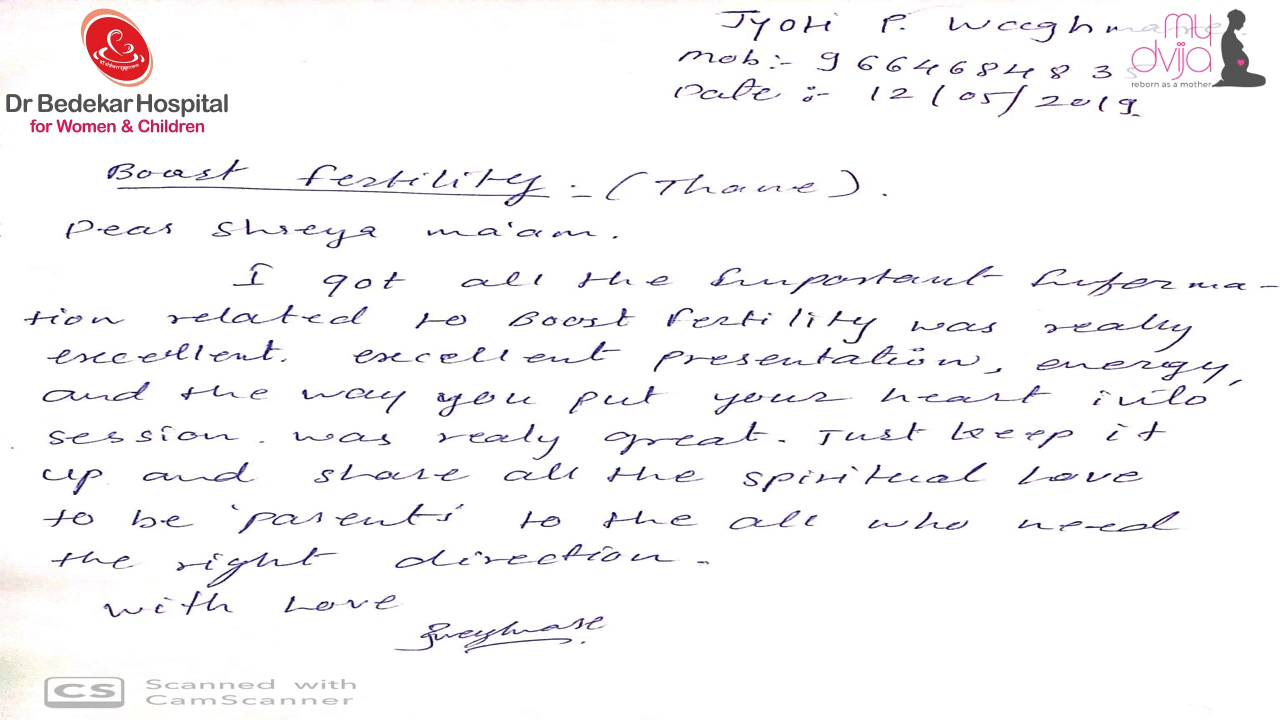 Jyoti P. Waghmare
mob:- 966468483
Date :- 12/05/2019
my
dvija
reborn as a mother
Dr Bedekar Hospital
for Women & Children
Boost fertility :- (Thane).
Dear Shreya ma'am.
I got all the Important Informa-
tion related to Boost Fertility was really
excellent. excellent presentation, energy,
and the way you put your heart into
session. was realy great. Just keep it
up and share all the spiritual Love
to be 'parents' to the all who need
the right direction.
With Love
CS Scanned with
CamScanner